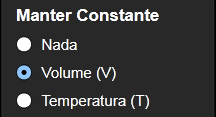 Manter Constante
Nada
Volume (V)
Temperatura (T)